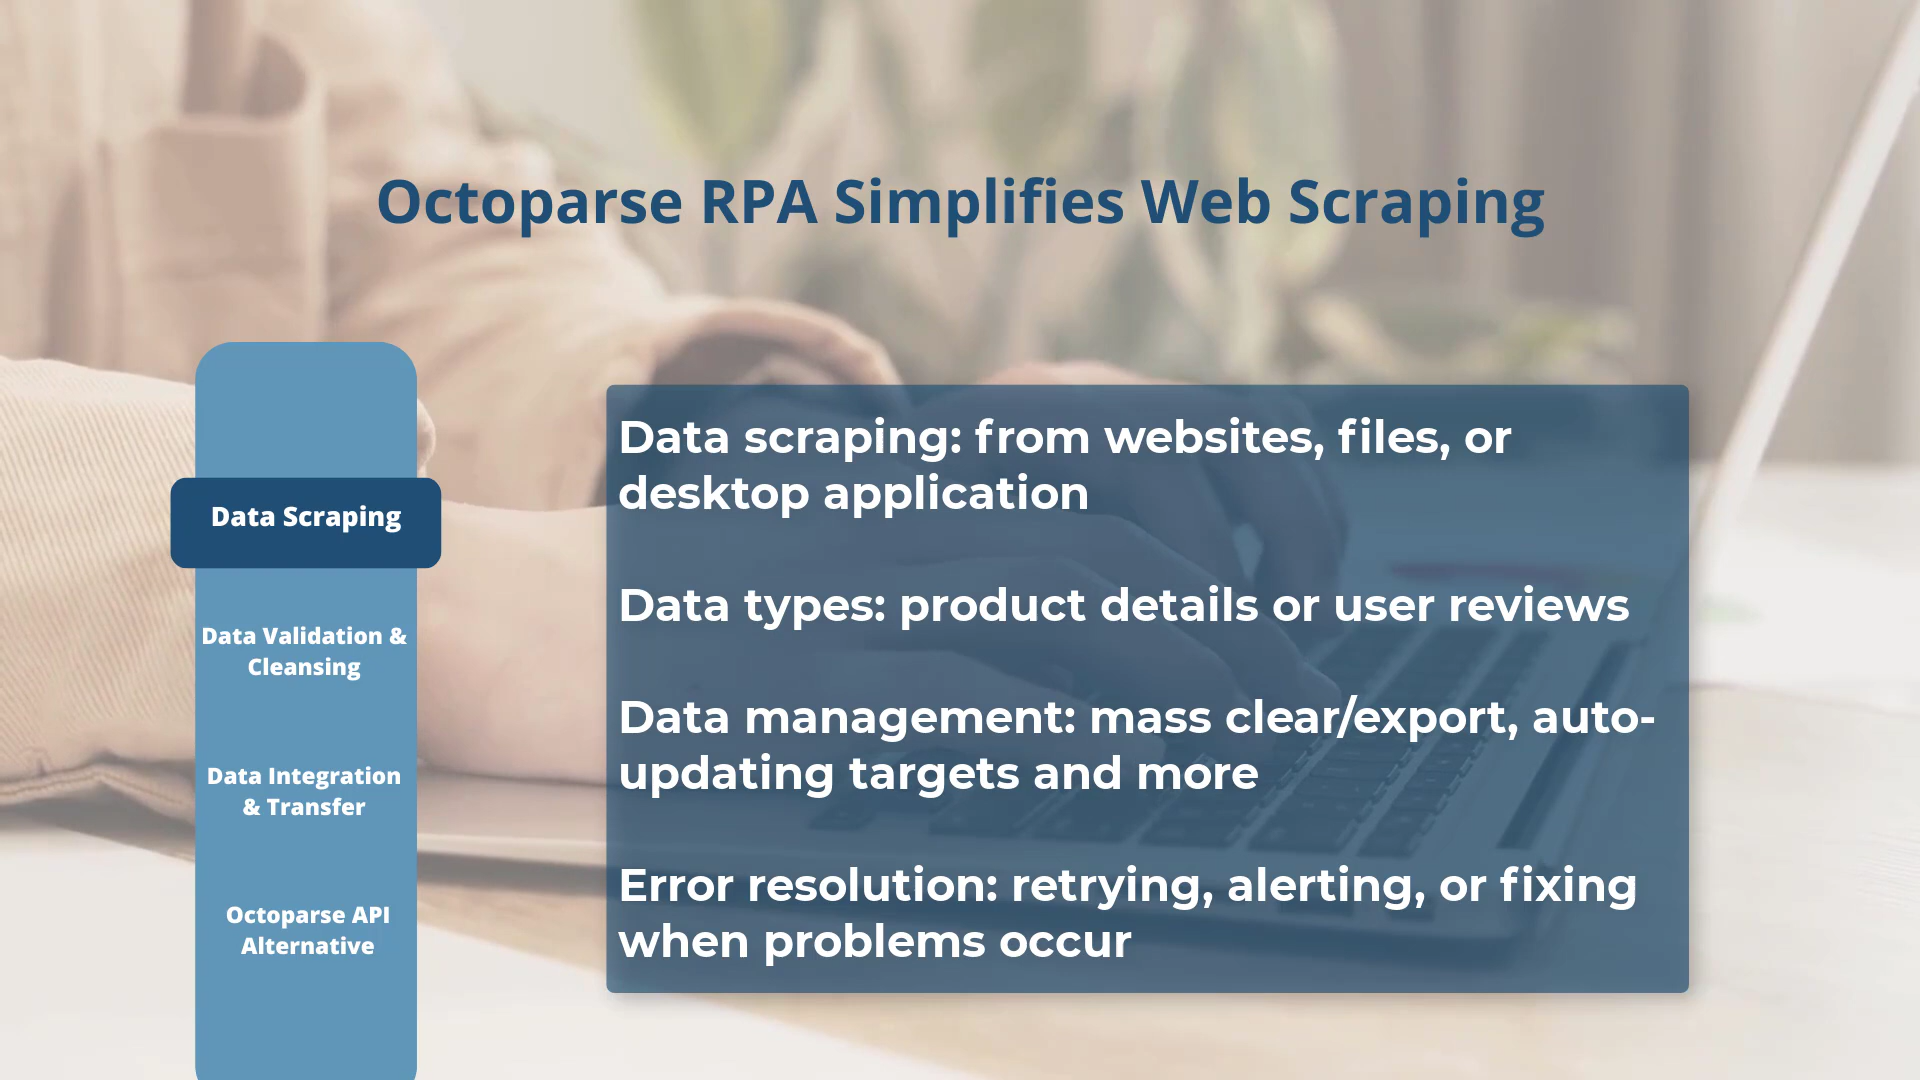 Octoparse RPA Simplifies Web Scraping
Data Scraping
Data Validation &
Cleansing
Data Integration
& Transfer
Octoparse API
Alternative
Data scraping: from websites, files, or
desktop application
Data types: product details or user reviews
Data management: mass clear/export, auto-
updating targets and more
Error resolution: retrying, alerting, or fixing
when problems occur